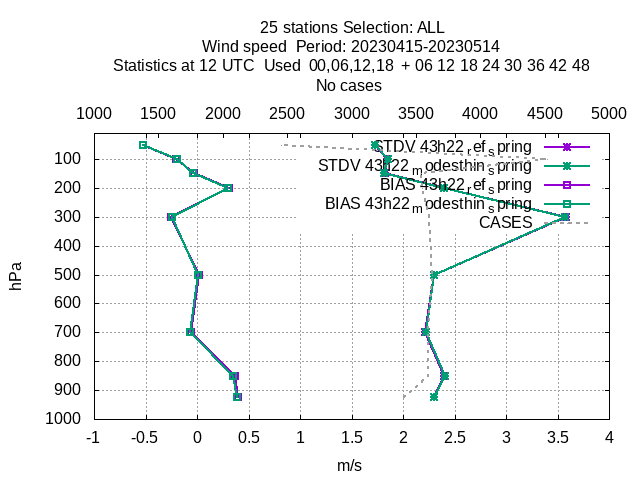 25 stations Selection: ALL
Wind speed  Period: 20230415-20230514
Statistics at 12 UTC  Used  00,06,12,18  + 06 12 18 24 30 36 42 48
No cases
1000 1500 2000 2500 3000 3500 4000 4500 5000
STDV 43h22_ref_spring
STDV 43h22_modesthin_spring
BIAS 43h22_ref_spring
BIAS 43h22_modesthin_spring
CASES
hPa
100
200
300
400
500
600
700
800
900
1000
-1 -0.5 0 0.5 1 1.5 2 2.5 3 3.5 4
m/s